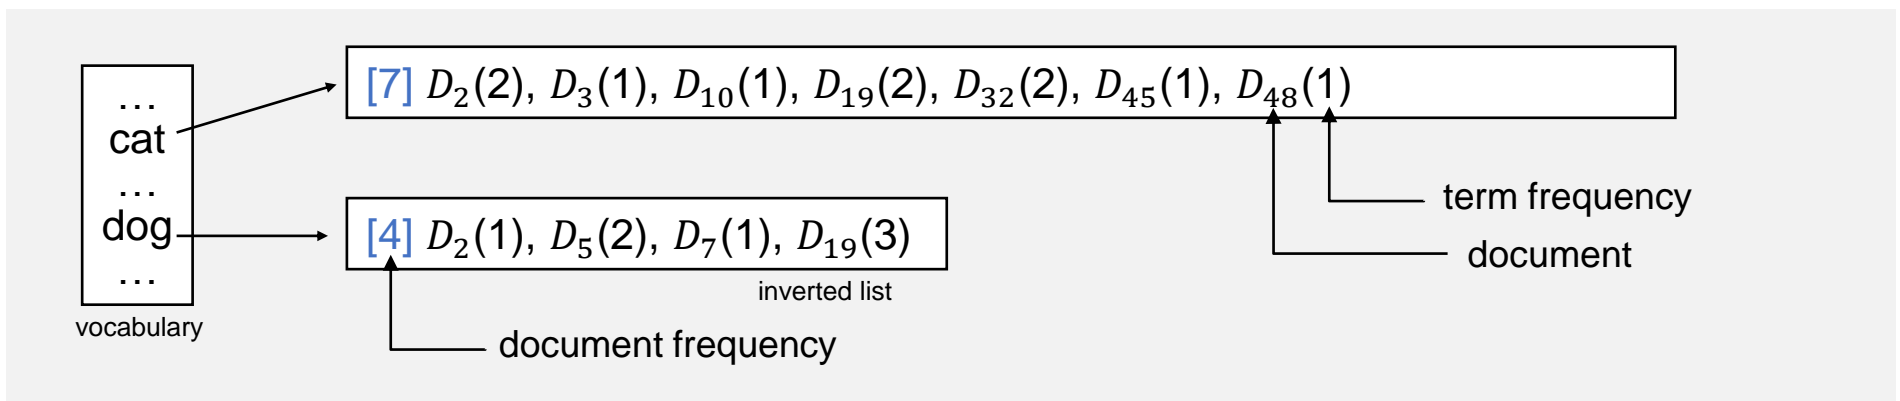 [7] D₂(2), D₃(1), D₁₀(1), D₁₉(2), D₃₂(2), D₄₅(1), D₄₈(1)
...
cat
...
dog
...
vocabulary
[4] D₂(1), D₅(2), D₇(1), D₁₉(3)
inverted list
term frequency
document
document frequency